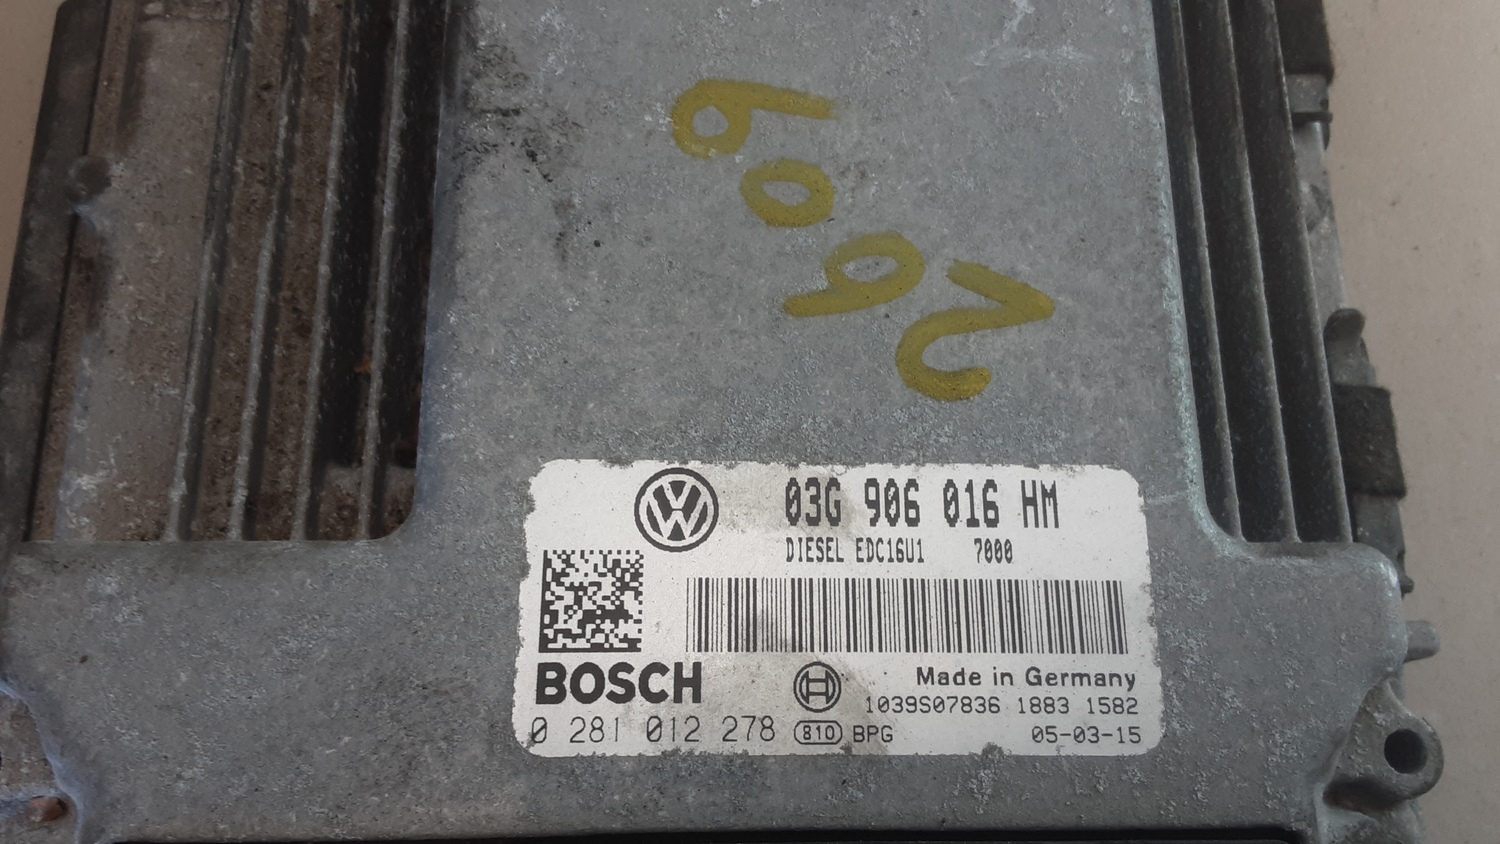 2609
03G 906 016 HM
DIESEL EDC16U1 7000
BOSCH
Made in Germany
1039S07836 1883 1582
0 281 012 278 810 BPG 05-03-15